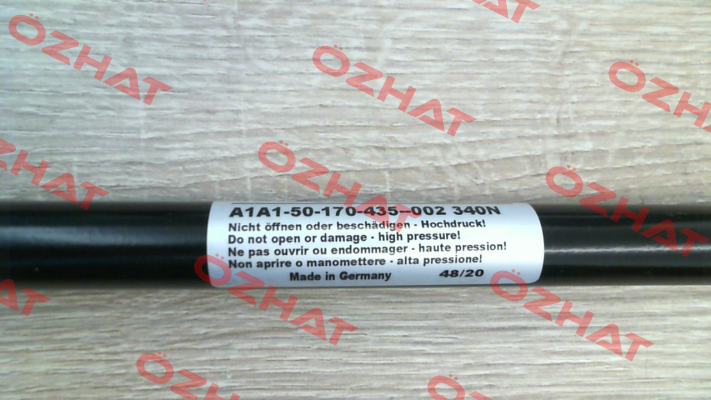 A1A1-50-170-435-002 340N
Nicht öffnen oder beschädigen - Hochdruck!
Do not open or damage - high pressure!
Ne pas ouvrir ou endommager - haute pression!
Non aprire o manomettere - alta pressione!
Made in Germany 48/20
ÖZHAT
ÖZHAT
ÖZHAT
ÖZHAT
ÖZHAT
ÖZHAT
ÖZHAT